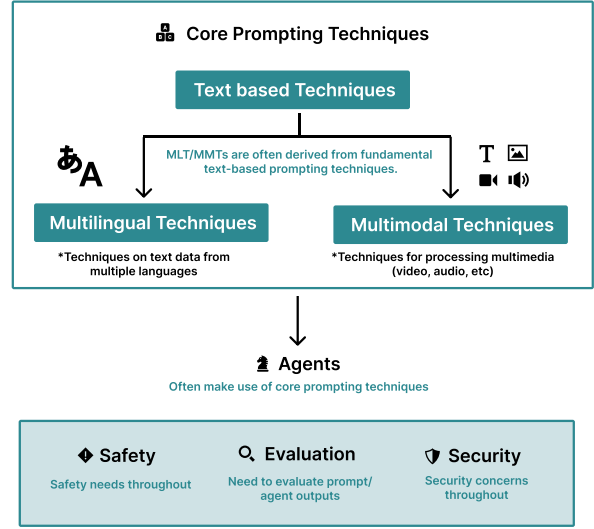 Core Prompting Techniques
Text based Techniques
MLT/MMTs are often derived from fundamental
text-based prompting techniques.
Multilingual Techniques
*Techniques on text data from
multiple languages
Multimodal Techniques
*Techniques for processing multimedia
(video, audio, etc)
Agents
Often make use of core prompting techniques
Safety
Safety needs throughout
Evaluation
Need to evaluate prompt/
agent outputs
Security
Security concerns
throughout
あA
A
B C
T